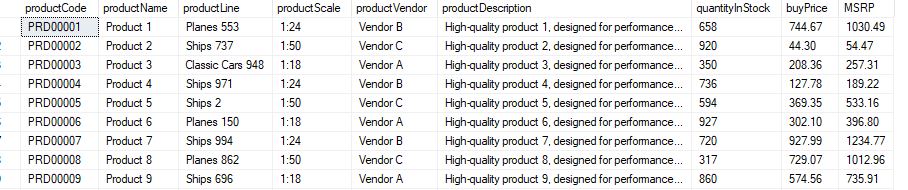 productCode productName productLine productScale productVendor productDescription quantityInStock buyPrice MSRP
PRD00001 Product 1 Planes 553 1:24 Vendor B High-quality product 1, designed for performance... 658 744.67 1030.49
2 PRD00002 Product 2 Ships 737 1:50 Vendor C High-quality product 2, designed for performance... 920 44.30 54.47
3 PRD00003 Product 3 Classic Cars 948 1:18 Vendor A High-quality product 3, designed for performance... 350 208.36 257.31
4 PRD00004 Product 4 Ships 971 1:24 Vendor B High-quality product 4, designed for performance... 736 127.78 189.22
5 PRD00005 Product 5 Ships 2 1:50 Vendor C High-quality product 5, designed for performance... 594 369.35 533.16
PRD00006 Product 6 Planes 150 1:18 Vendor A High-quality product 6, designed for performance... 927 302.10 396.80
7 PRD00007 Product 7 Ships 994 1:24 Vendor B High-quality product 7, designed for performance... 720 927.99 1234.77
PRD00008 Product 8 Planes 862 1:50 Vendor C High-quality product 8, designed for performance... 317 729.07 1012.96
PRD00009 Product 9 Ships 696 1:18 Vendor A High-quality product 9, designed for performance... 860 574.56 735.91